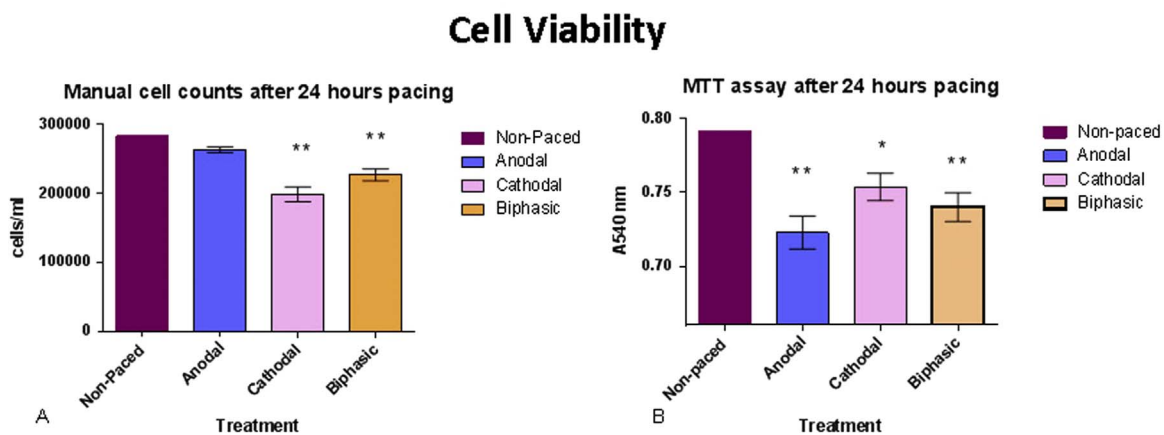 Cell Viability
Manual cell counts after 24 hours pacing
300000
200000
100000
0
cells/ml
** **
Non-Paced
Anodal
Cathodal
Biphasic
Non-Paced
Anodal
Cathodal
Biphasic
Treatment
A
MTT assay after 24 hours pacing
0.80
0.75
0.70
A540nm
** * **
Non-paced
Anodal
Cathodal
Biphasic
Non-paced
Anodal
Cathodal
Biphasic
Treatment
B